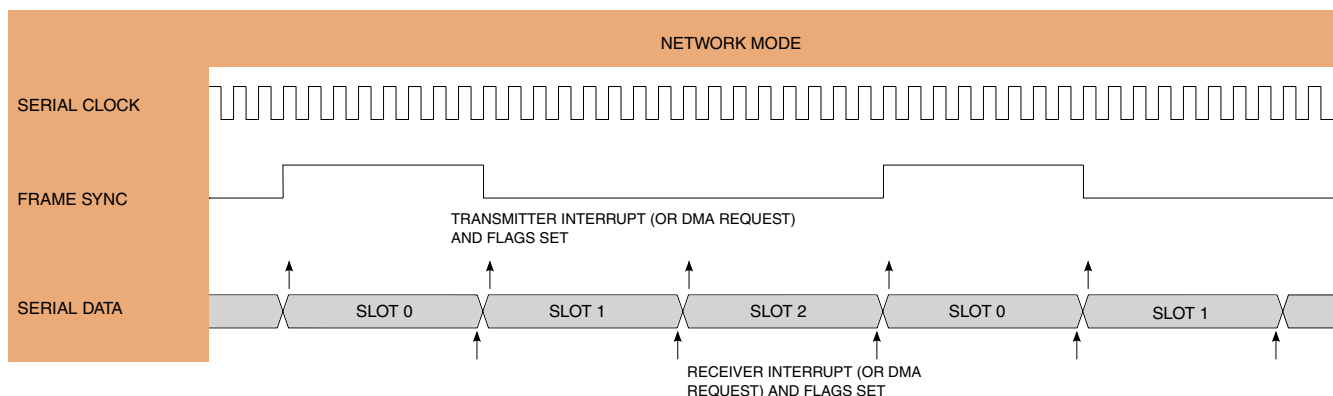 NETWORK MODE
SERIAL CLOCK
FRAME SYNC
TRANSMITTER INTERRUPT (OR DMA REQUEST)
AND FLAGS SET
SERIAL DATA
SLOT 0
SLOT 1
SLOT 2
SLOT 0
SLOT 1
RECEIVER INTERRUPT (OR DMA
REQUEST) AND FLAGS SET